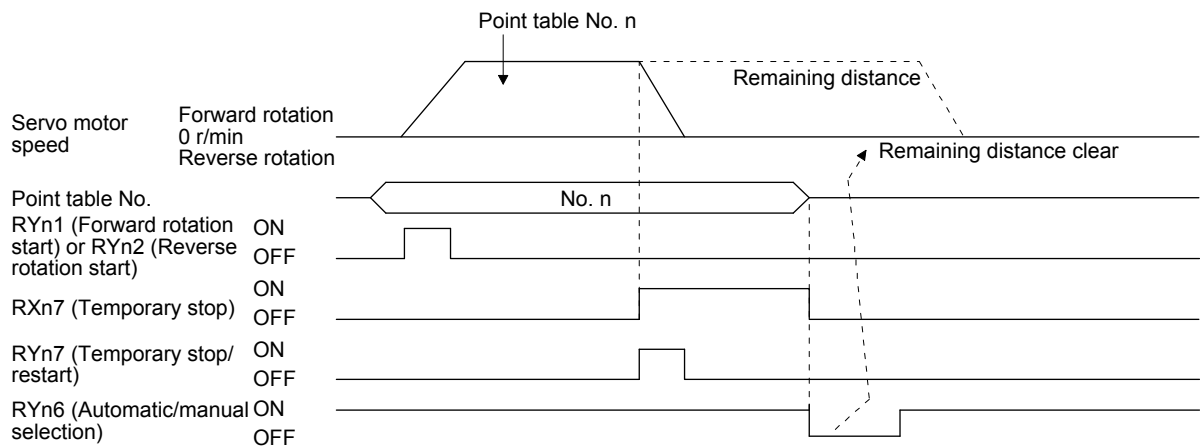 Point table No. n
Remaining distance
Servo motor
speed
Forward rotation
0 r/min
Reverse rotation
Remaining distance clear
Point table No.
No. n
RYn1 (Forward rotation
start) or RYn2 (Reverse
rotation start)
ON
OFF
RXn7 (Temporary stop)
ON
OFF
RYn7 (Temporary stop/
restart)
ON
OFF
RYn6 (Automatic/manual
selection)
ON
OFF